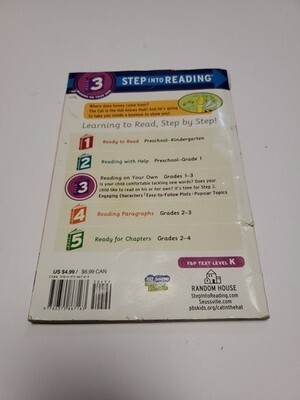 3 STEP INTO READING®
Where does honey come from?
The Cat in the Hat knows that! And he's going
to take you inside a beehive to show you!
Learning to Read, Step by Step!
1 Ready to Read Preschool–Kindergarten
2 Reading with Help Preschool–Grade 1
3 Reading on Your Own Grades 1–3
Is your child comfortable tackling new words? Does your
child like to read on his or her own? It's time for Step 3.
Engaging Characters • Easy-to-Follow Plots • Popular Topics
4 Reading Paragraphs Grades 2–3
5 Ready for Chapters Grades 2–4
F&P TEXT LEVEL K
US $4.99 / $6.99 CAN
RANDOM HOUSE
StepIntoReading.com
Seussville.com
pbskids.org/catinthehat